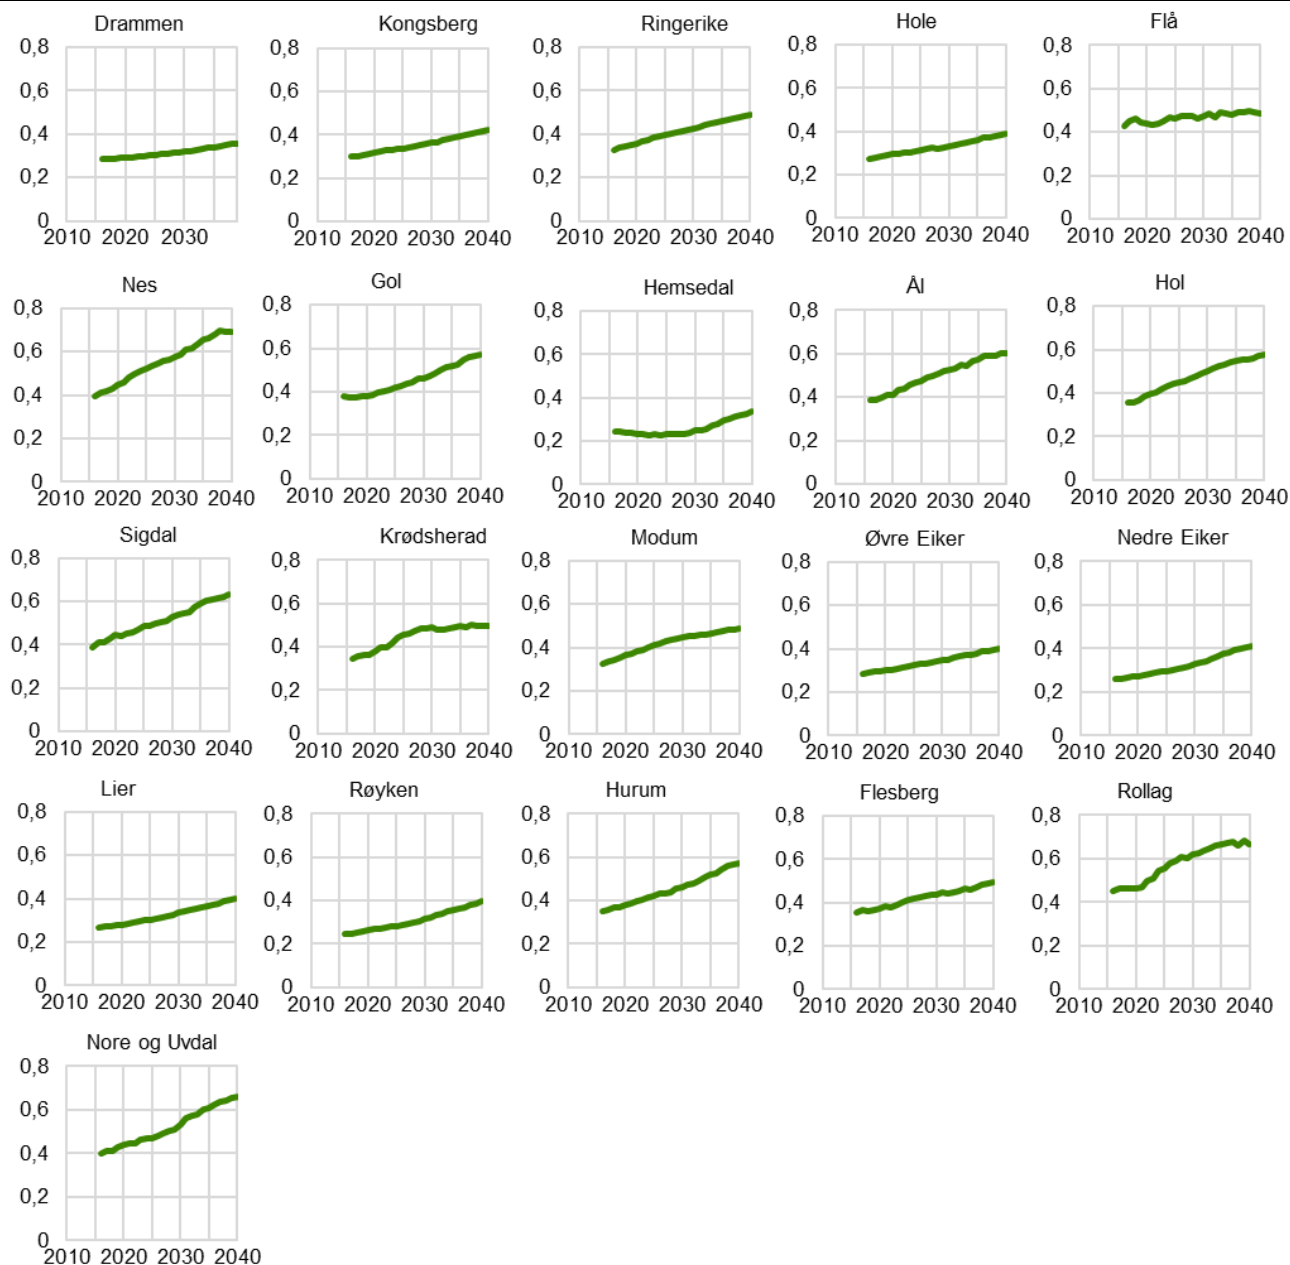 Drammen Kongsberg Ringerike Hole Flå
0,8 0,8 0,8 0,8 0,8
0,6 0,6 0,6 0,6 0,6
0,4 0,4 0,4 0,4 0,4
0,2 0,2 0,2 0,2 0,2
0 0 0 0 0
2010 2020 2030 2010 2020 2030 2040 2010 2020 2030 2040 2010 2020 2030 2040 2010 2020 2030 2040
Nes Gol Hemsedal Ål Hol
0,8 0,8 0,8 0,8 0,8
0,6 0,6 0,6 0,6 0,6
0,4 0,4 0,4 0,4 0,4
0,2 0,2 0,2 0,2 0,2
0 0 0 0 0
2010 2020 2030 2040 2010 2020 2030 2040 2010 2020 2030 2040 2010 2020 2030 2040 2010 2020 2030 2040
Sigdal Krødsherad Modum Øvre Eiker Nedre Eiker
0,8 0,8 0,8 0,8 0,8
0,6 0,6 0,6 0,6 0,6
0,4 0,4 0,4 0,4 0,4
0,2 0,2 0,2 0,2 0,2
0 0 0 0 0
2010 2020 2030 2040 2010 2020 2030 2040 2010 2020 2030 2040 2010 2020 2030 2040 2010 2020 2030 2040
Lier Røyken Hurum Flesberg Rollag
0,8 0,8 0,8 0,8 0,8
0,6 0,6 0,6 0,6 0,6
0,4 0,4 0,4 0,4 0,4
0,2 0,2 0,2 0,2 0,2
0 0 0 0 0
2010 2020 2030 2040 2010 2020 2030 2040 2010 2020 2030 2040 2010 2020 2030 2040 2010 2020 2030 2040
Nore og Uvdal
0,8
0,6
0,4
0,2
0
2010 2020 2030 2040